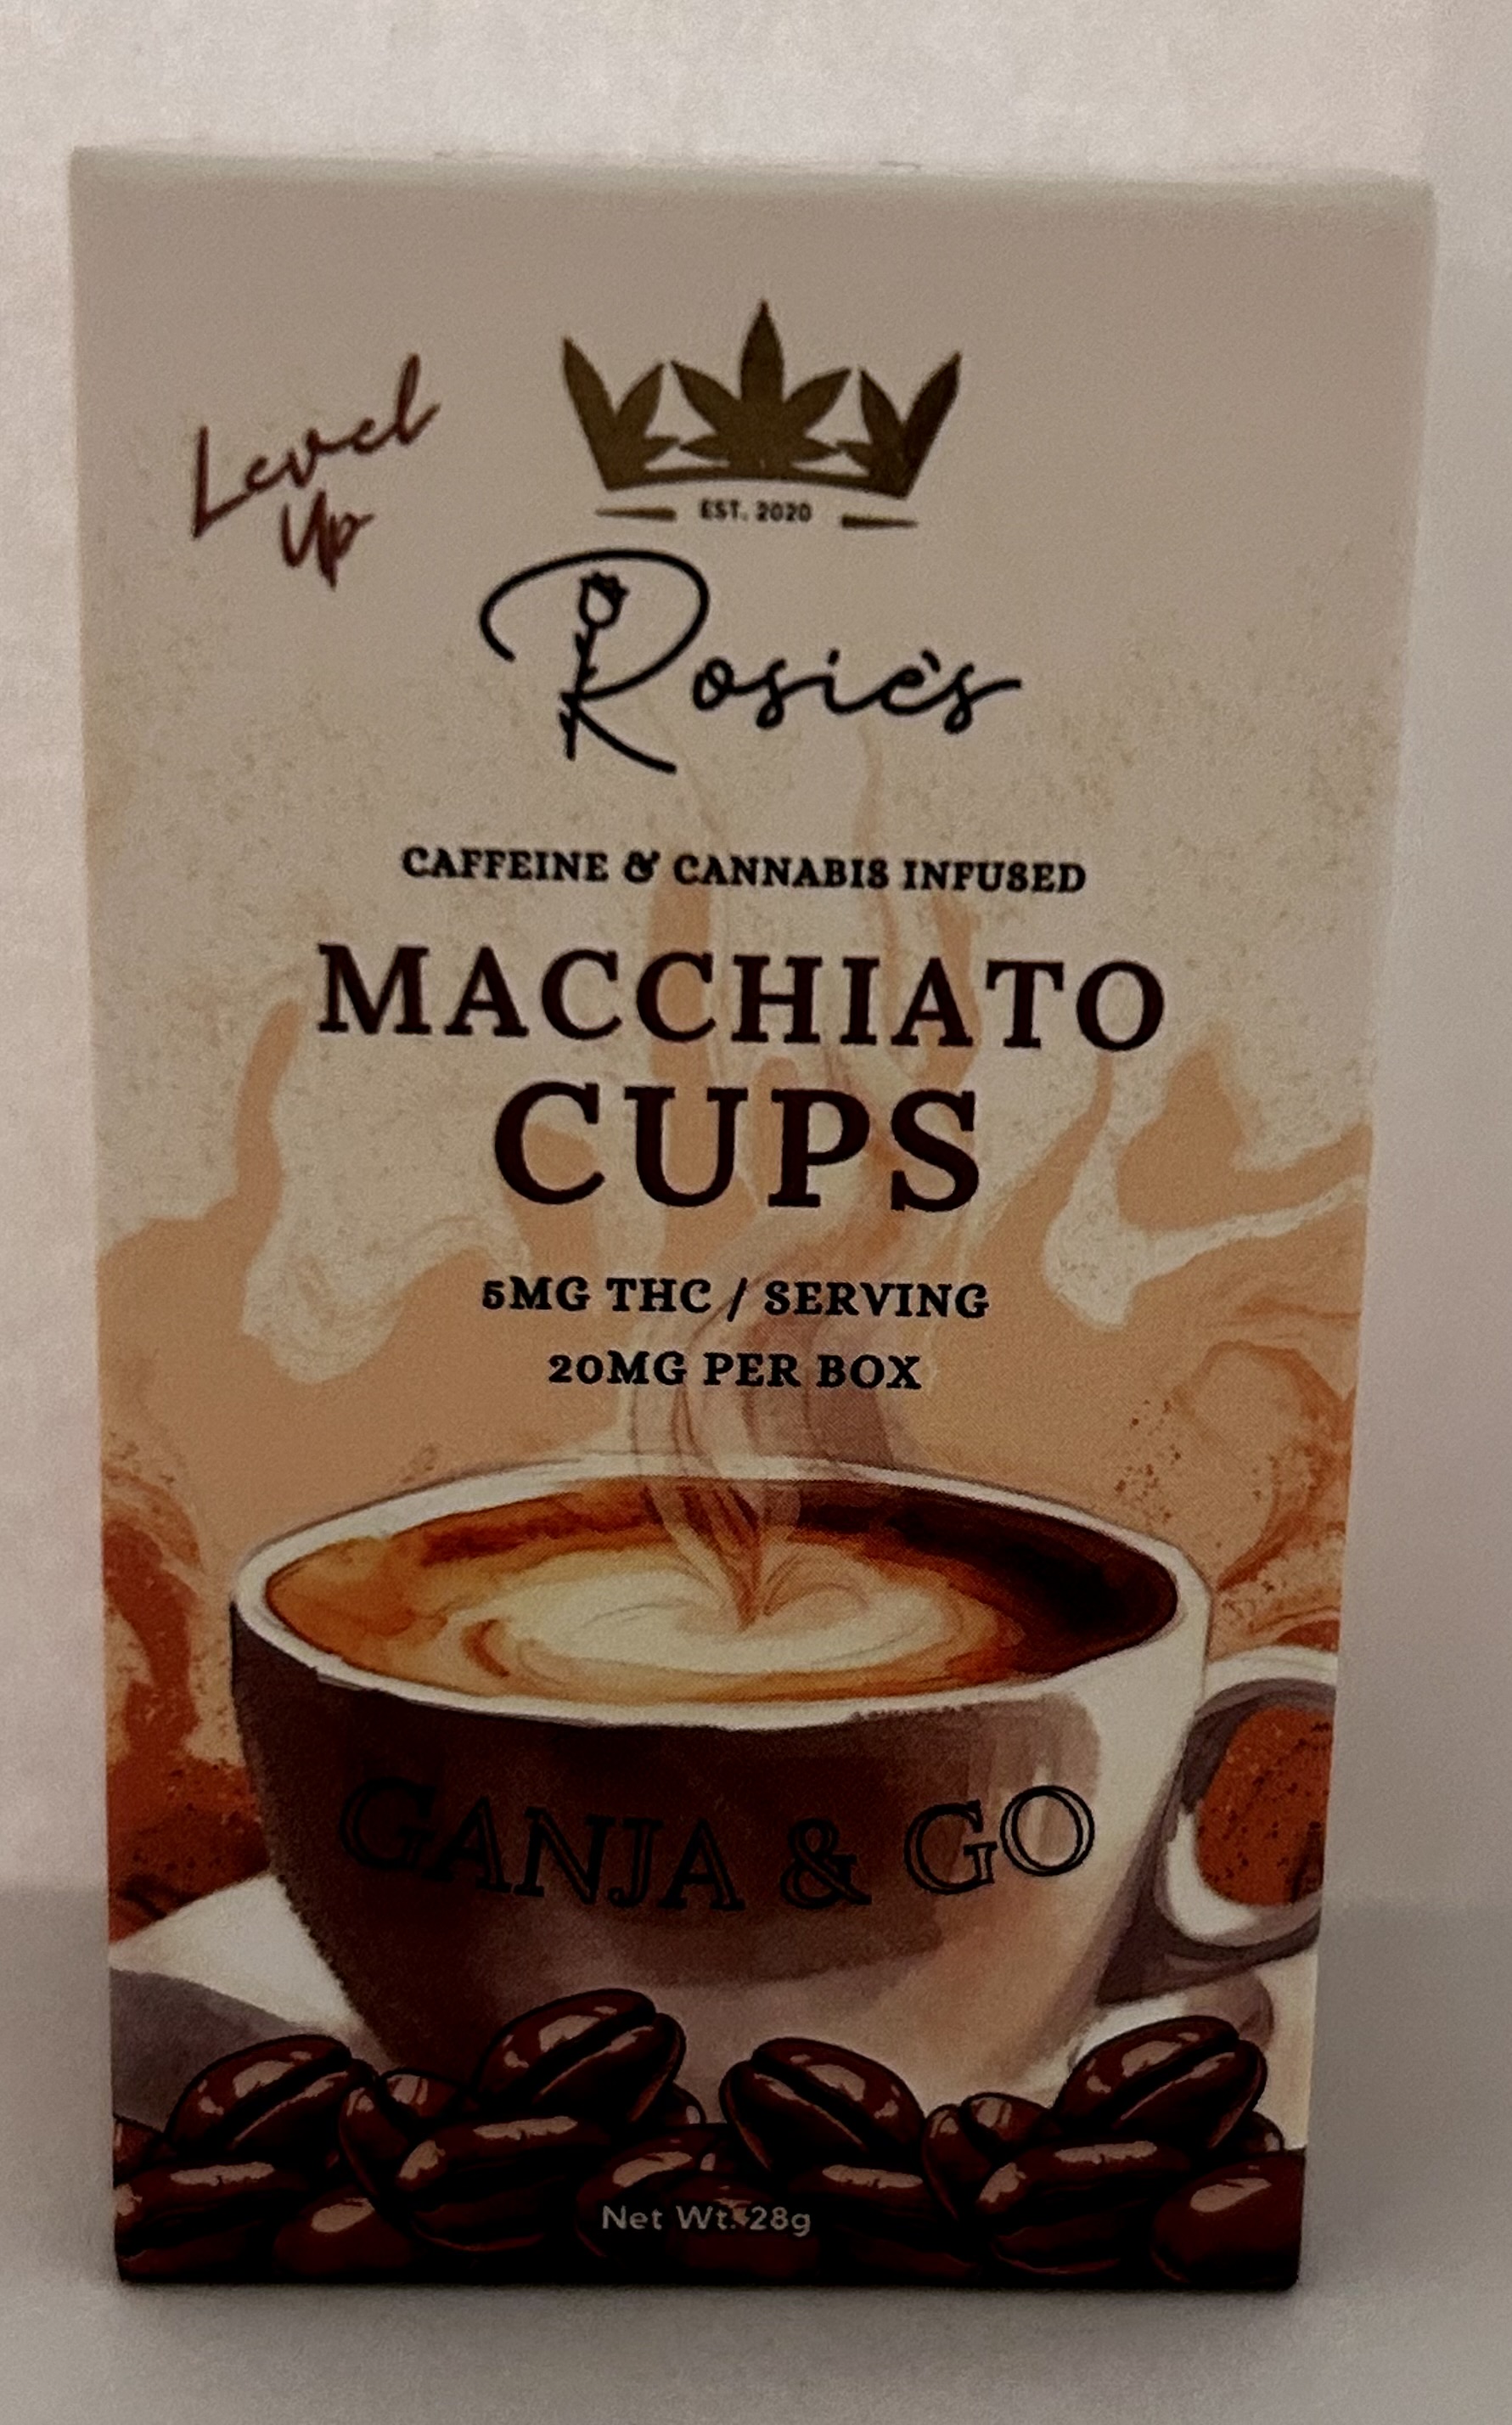 Level
Up
EST. 2020
Rosie's
CAFFEINE & CANNABIS INFUSED
MACCHIATO
CUPS
5MG THC / SERVING
20MG PER BOX
GANJA & GO
Net Wt. 28g